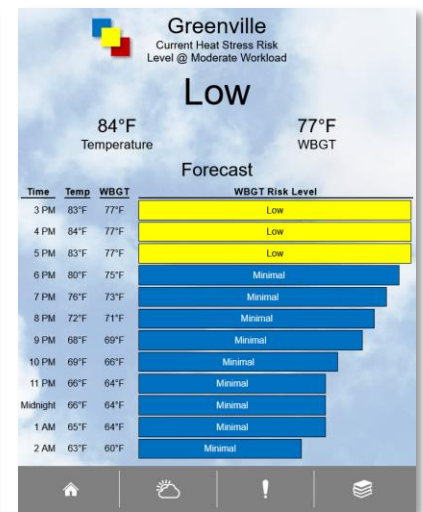 Greenville
Current Heat Stress Risk
Level @ Moderate Workload
Low
84°F 77°F
Temperature WBGT
Forecast
Time Temp WBGT WBGT Risk Level
3 PM 83°F 77°F Low
4 PM 84°F 77°F Low
5 PM 83°F 77°F Low
6 PM 80°F 75°F Minimal
7 PM 76°F 73°F Minimal
8 PM 72°F 71°F Minimal
9 PM 68°F 69°F Minimal
10 PM 69°F 66°F Minimal
11 PM 66°F 64°F Minimal
Midnight 66°F 64°F Minimal
1 AM 65°F 64°F Minimal
2 AM 63°F 60°F Minimal